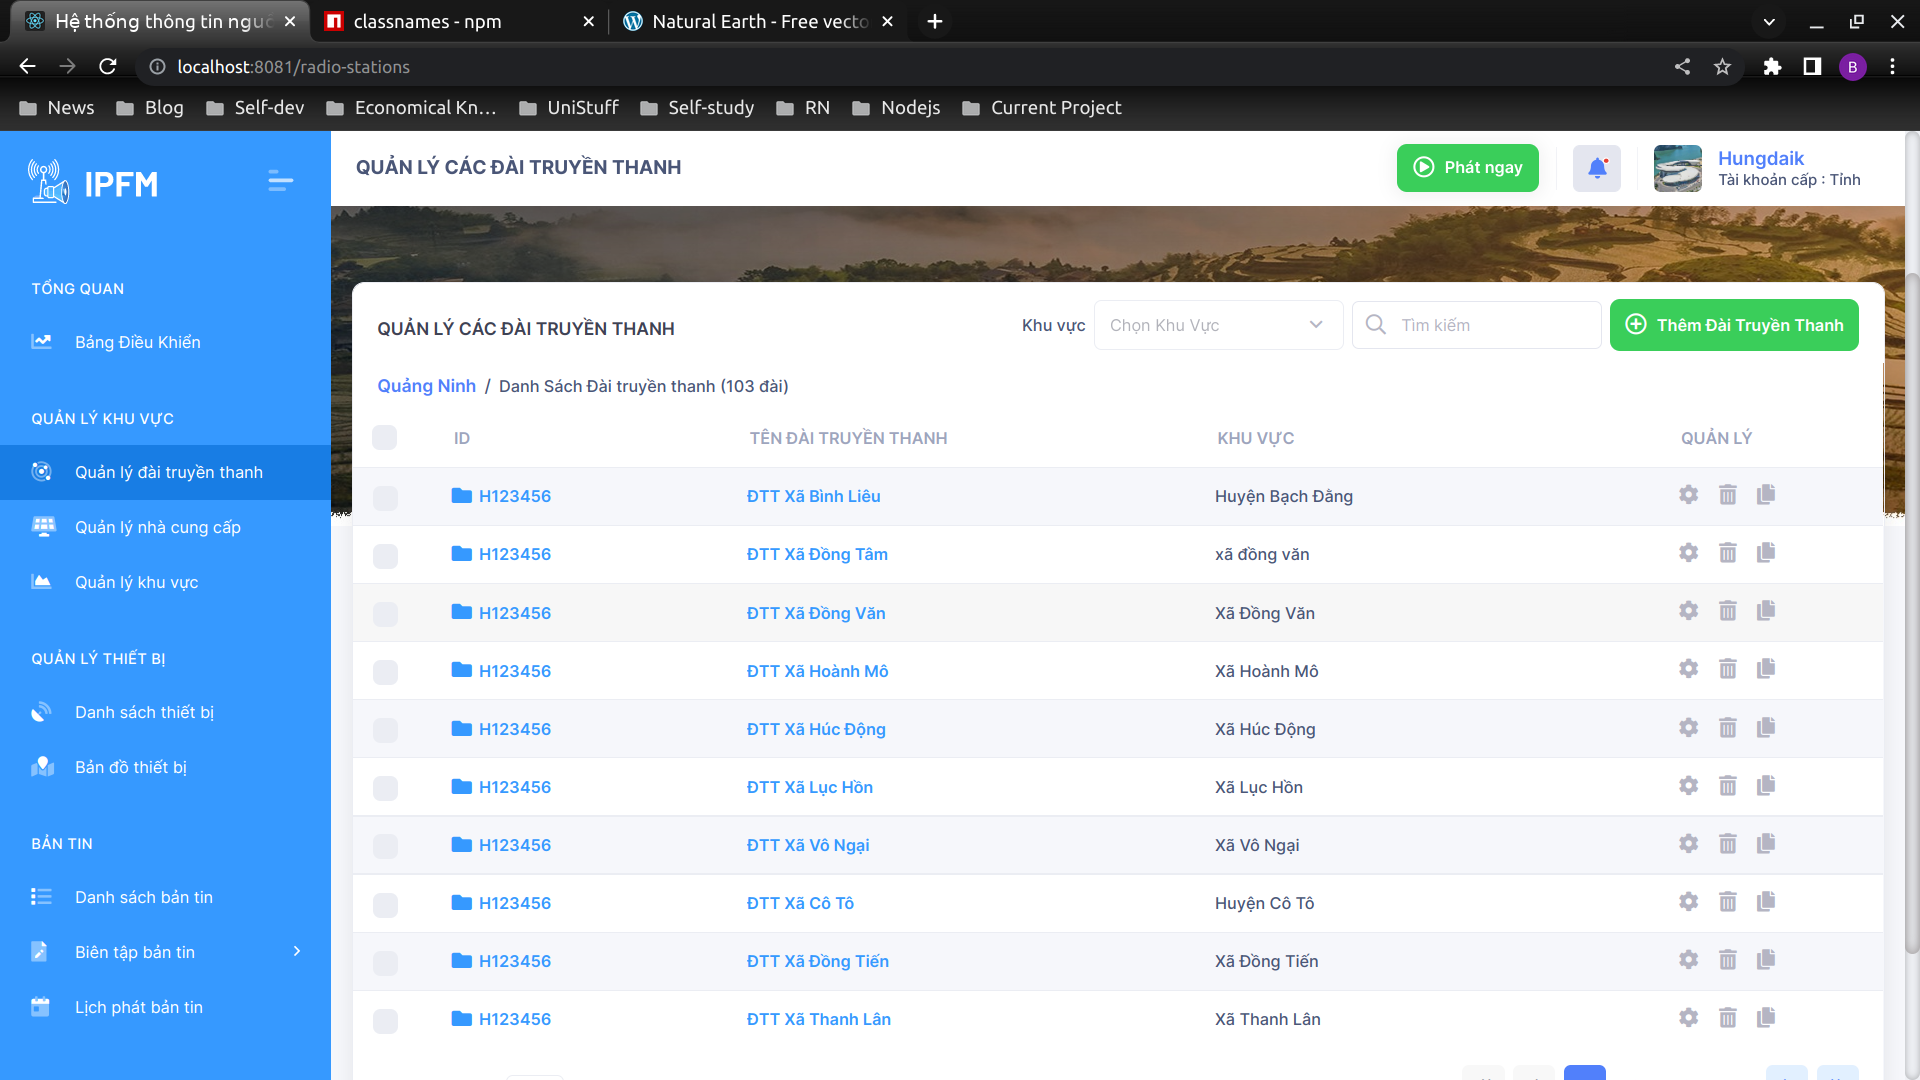 Hệ thống thông tin nguồ
classnames - npm
Natural Earth - Free vecto
localhost:8081/radio-stations
B
News
Blog
Self-dev
Economical Kn...
UniStuff
Self-study
RN
Nodejs
Current Project
IPFM
QUẢN LÝ CÁC ĐÀI TRUYỀN THANH
Phát ngay
Hungdaik
Tài khoản cấp : Tỉnh
TỔNG QUAN
Bảng Điều Khiển
QUẢN LÝ KHU VỰC
Quản lý đài truyền thanh
Quản lý nhà cung cấp
Quản lý khu vực
QUẢN LÝ THIẾT BỊ
Danh sách thiết bị
Bản đồ thiết bị
BẢN TIN
Danh sách bản tin
Biên tập bản tin
Lịch phát bản tin
QUẢN LÝ CÁC ĐÀI TRUYỀN THANH
Khu vực
Chọn Khu Vực
Tìm kiếm
Thêm Đài Truyền Thanh
Quảng Ninh / Danh Sách Đài truyền thanh (103 đài)
ID TÊN ĐÀI TRUYỀN THANH KHU VỰC QUẢN LÝ
H123456 ĐTT Xã Bình Liêu Huyện Bạch Đằng
H123456 ĐTT Xã Đồng Tâm xã đồng văn
H123456 ĐTT Xã Đồng Văn Xã Đồng Văn
H123456 ĐTT Xã Hoành Mô Xã Hoành Mô
H123456 ĐTT Xã Húc Động Xã Húc Động
H123456 ĐTT Xã Lục Hồn Xã Lục Hồn
H123456 ĐTT Xã Vô Ngại Xã Vô Ngại
H123456 ĐTT Xã Cô Tô Huyện Cô Tô
H123456 ĐTT Xã Đồng Tiến Xã Đồng Tiến
H123456 ĐTT Xã Thanh Lân Xã Thanh Lân